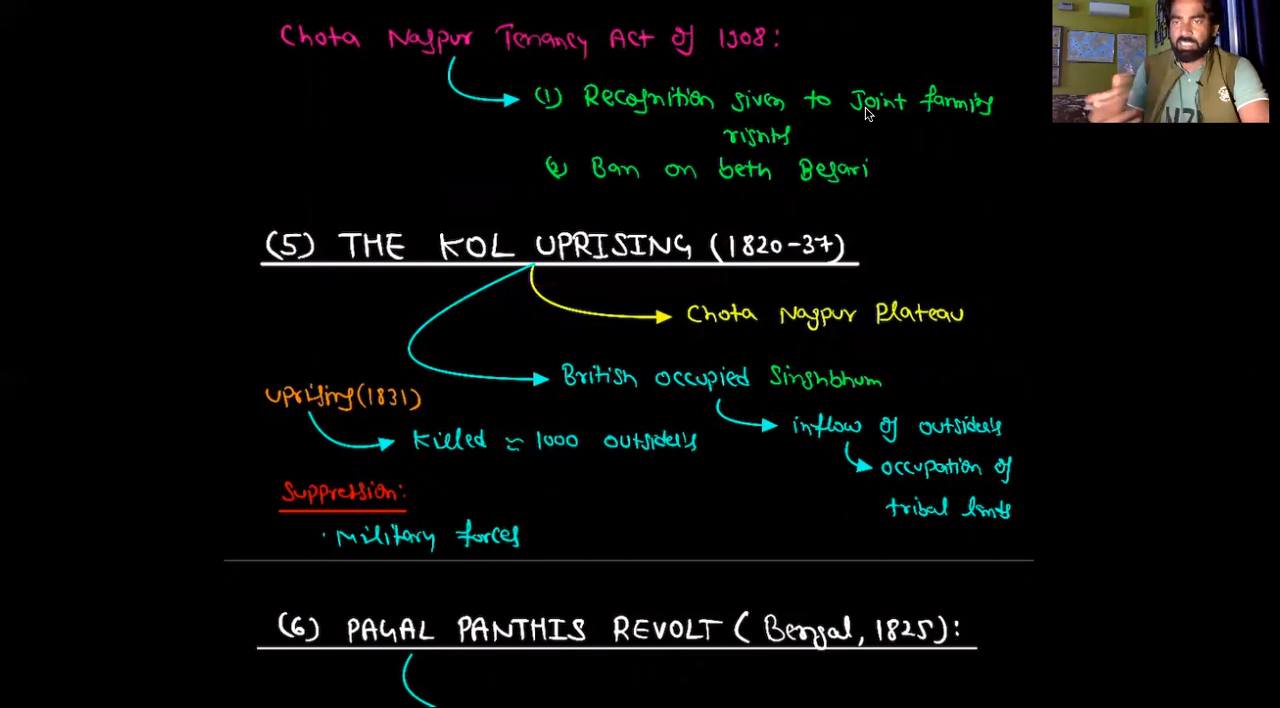 Chota Nagpur Tenancy Act of 1908:
(1) Recognition given to Joint farming
rights
(2) Ban on beth Begari
(5) THE KOL UPRISING (1820-37)
Chota Nagpur Plateau
British occupied Singhbhum
uprising (1831)
inflow of outsiders
Killed ≈ 1000 outsiders
occupation of
Suppression:
tribal lands
· Military forces
(6) PAGAL PANTHIS REVOLT (Bengal, 1825):